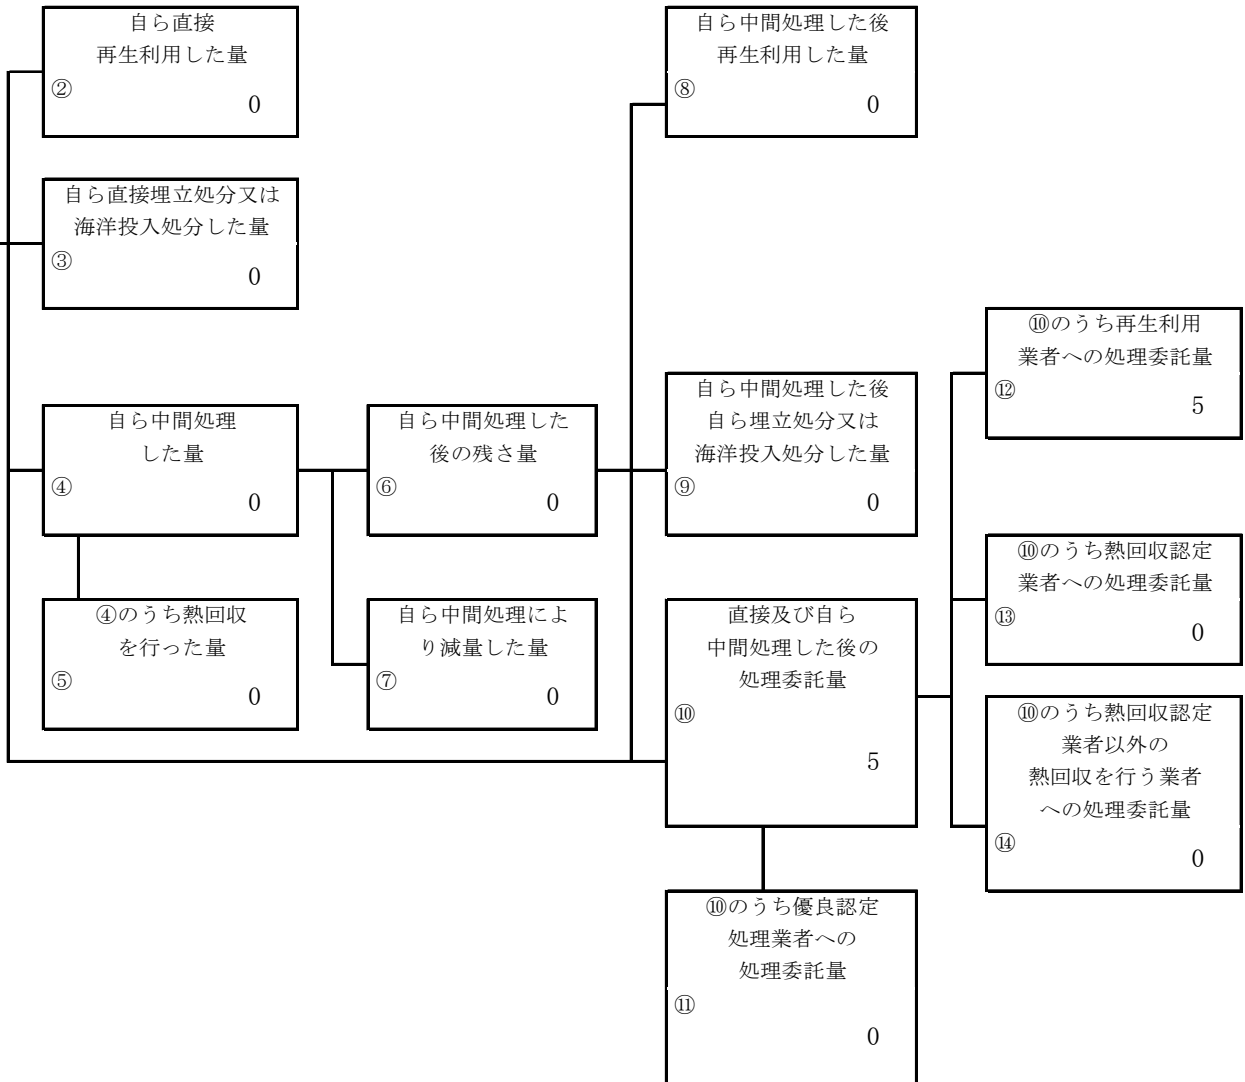 自ら直接
再生利用した量
②
0
自ら中間処理した後
再生利用した量
⑧
0
自ら直接埋立処分又は
海洋投入処分した量
③
0
⑩のうち再生利用
業者への処理委託量
⑫
5
自ら中間処理
した量
④
0
自ら中間処理した
後の残さ量
⑥
0
自ら中間処理した後
自ら埋立処分又は
海洋投入処分した量
⑨
0
⑩のうち熱回収認定
業者への処理委託量
⑬
0
④のうち熱回収
を行った量
⑤
0
自ら中間処理によ
り減量した量
⑦
0
直接及び自ら
中間処理した後の
処理委託量
⑩
5
⑩のうち熱回収認定
業者以外の
熱回収を行う業者
への処理委託量
⑭
0
⑩のうち優良認定
処理業者への
処理委託量
⑪
0